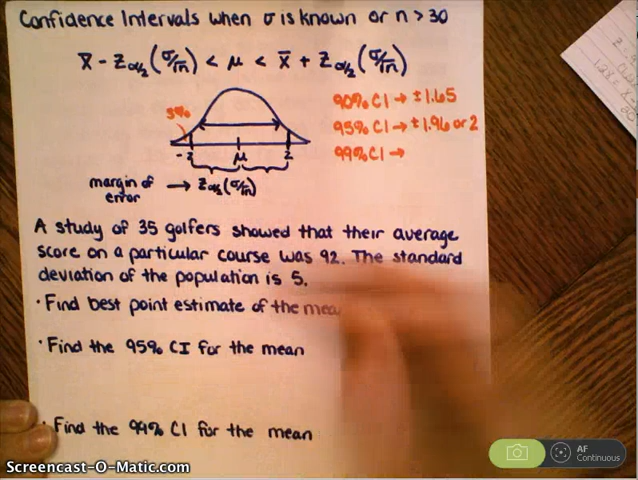 Confidence Intervals when σ is known or n > 30
X̄ - Zα/2 (σ/√n) < μ < X̄ + Zα/2 (σ/√n)
90% CI → ± 1.65
5%
95% CI → ± 1.96 or 2
99% CI →
-z μ z
margin of error → Zα/2 (σ/√n)
A study of 35 golfers showed that their average
score on a particular course was 92. The standard
deviation of the population is 5.
· Find best point estimate of the mea
· Find the 95% CI for the mean
· Find the 99% CI for the mean
AF
Continuous
Screencast-O-Matic.com